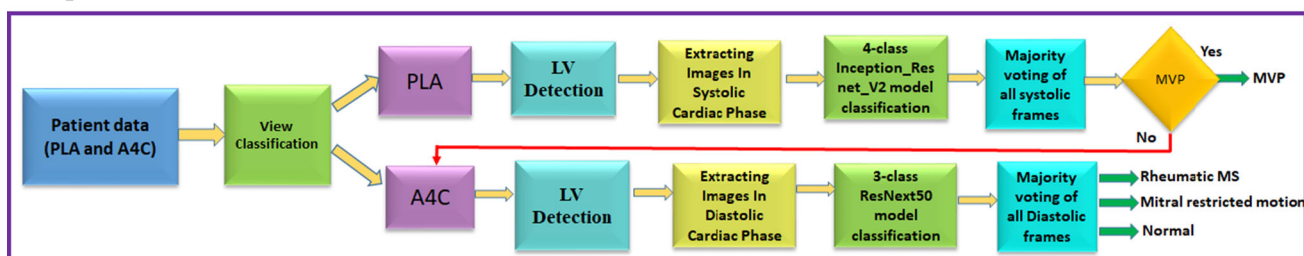 Patient data
(PLA and A4C)
View
Classification
PLA
LV
Detection
Extracting
Images In
Systolic
Cardiac Phase
4-class
Inception_Res
net_V2 model
classification
Majority
voting of
all systolic
frames
MVP
Yes
MVP
No
A4C
LV
Detection
Extracting
Images In
Diastolic
Cardiac Phase
3-class
ResNext50
model
classification
Majority
voting of
all Diastolic
frames
Rheumatic MS
Mitral restricted motion
Normal